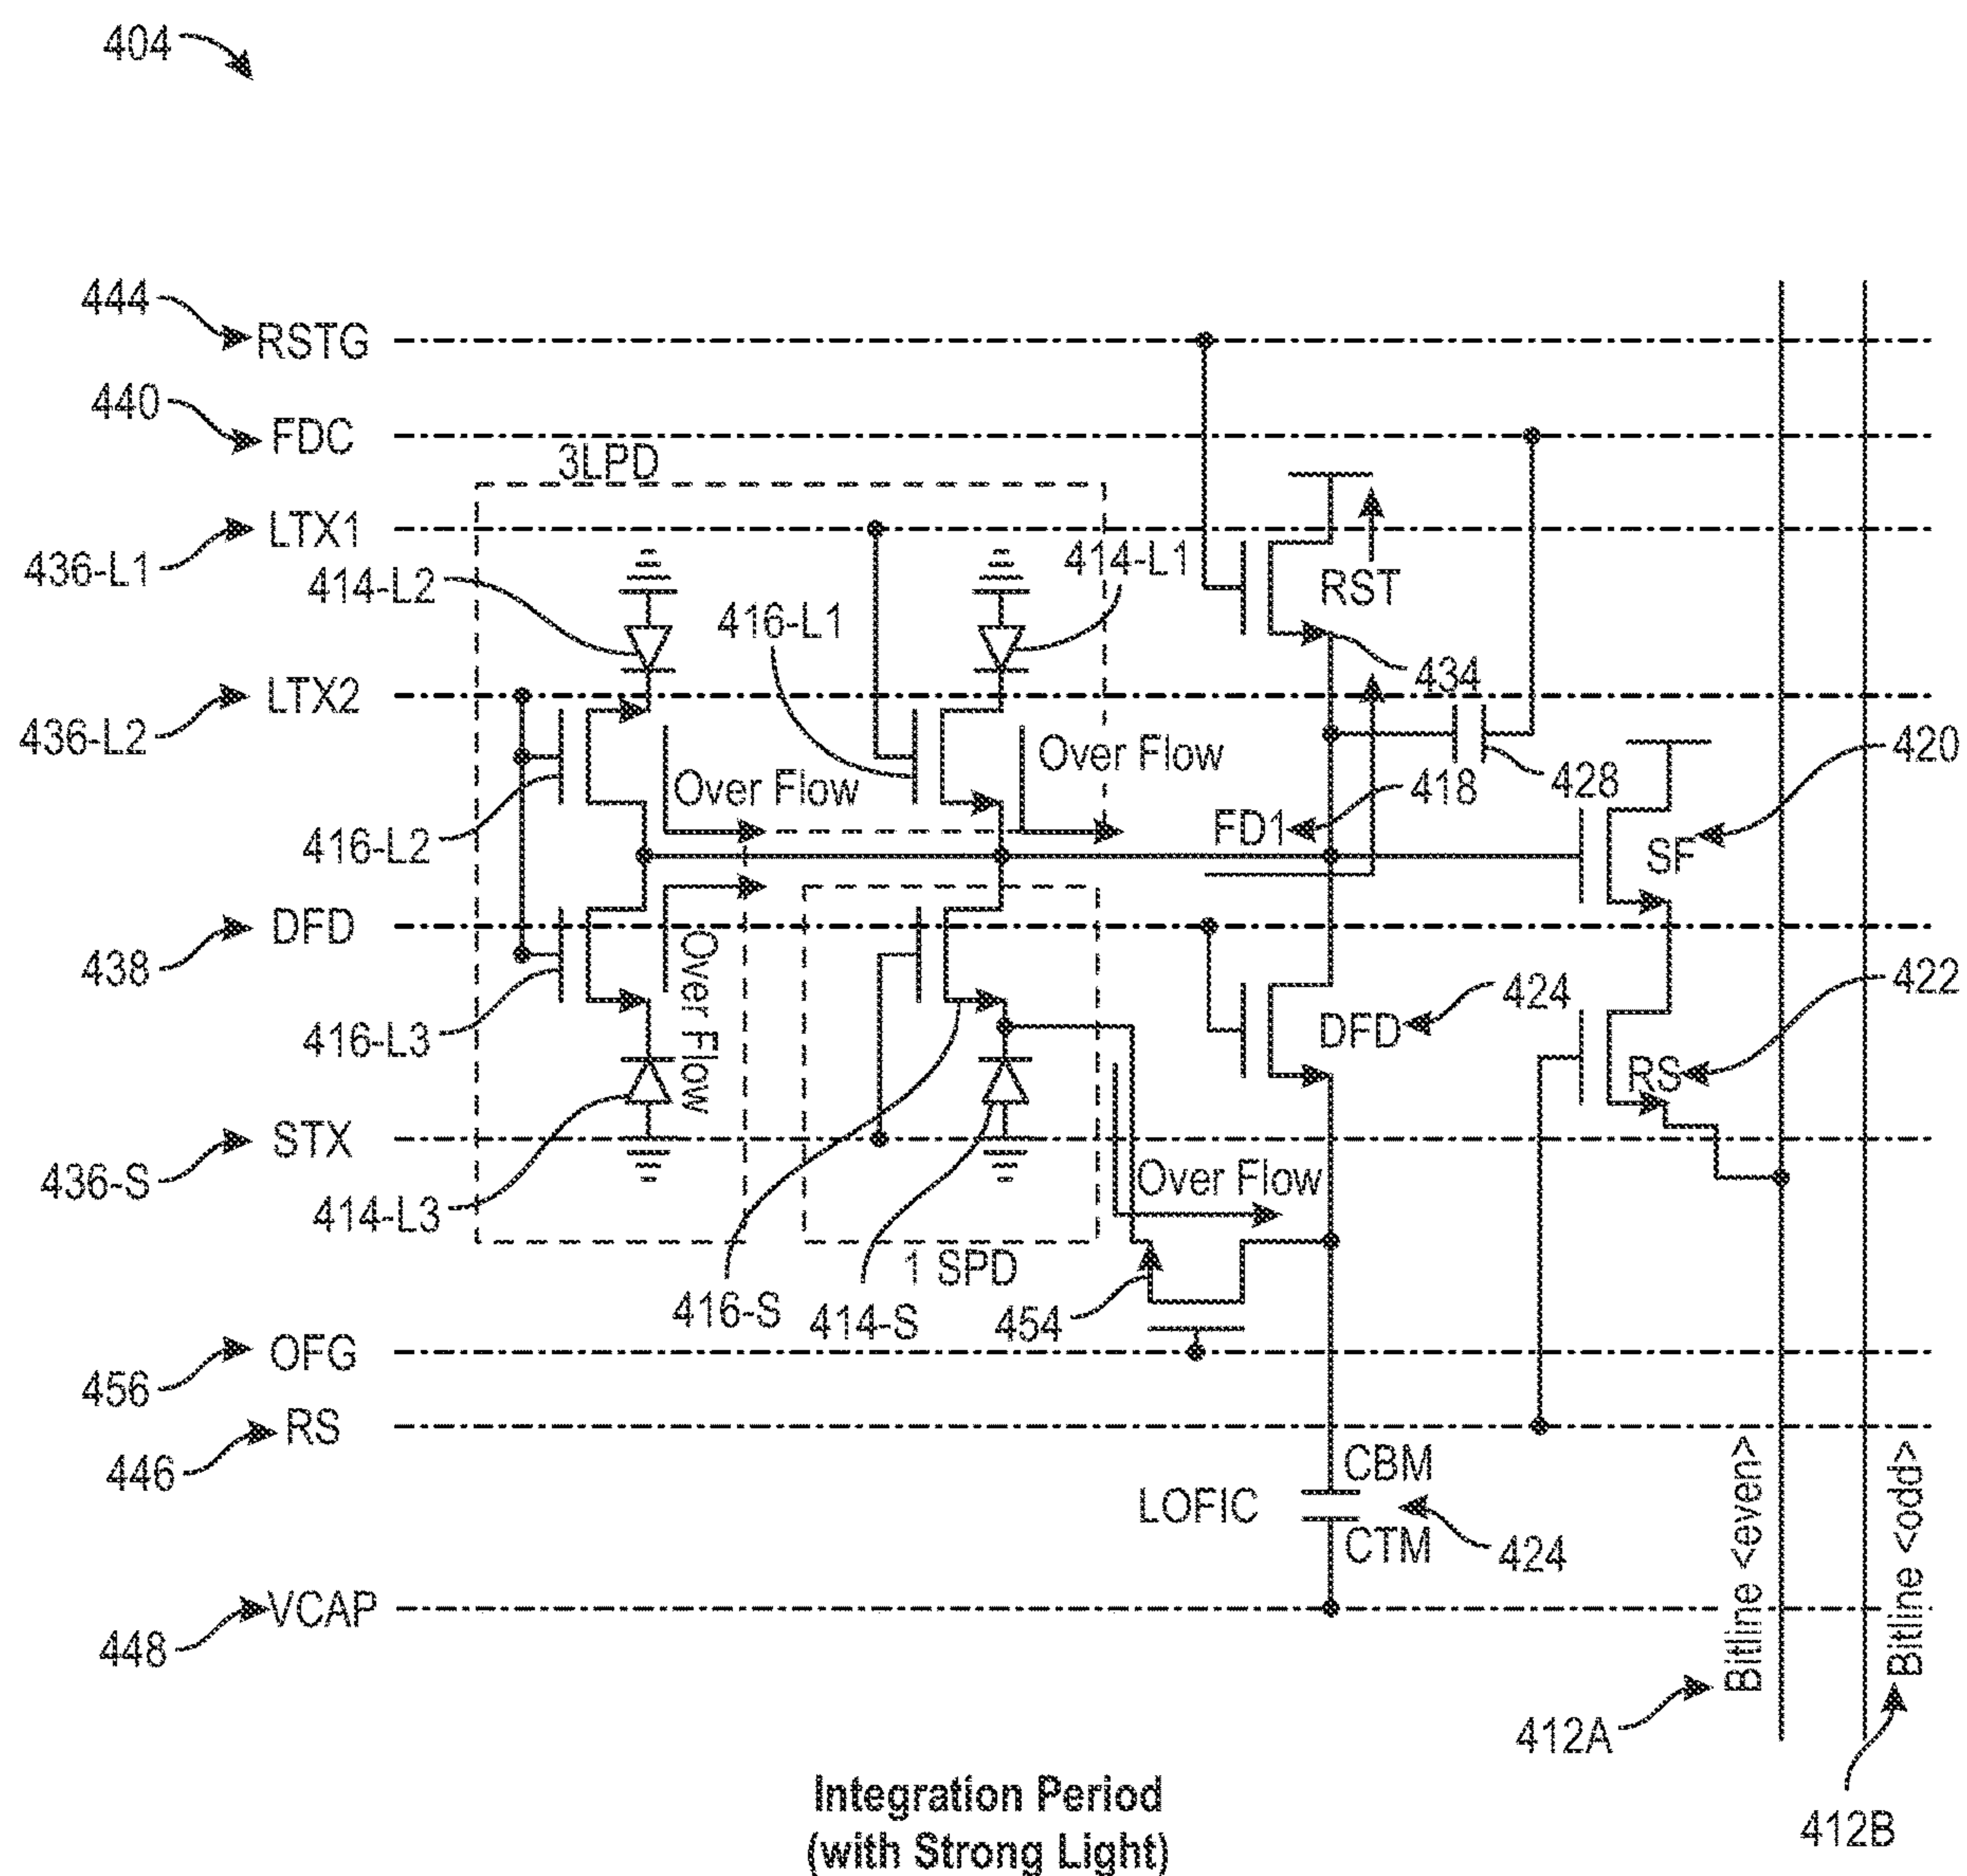 404
444
RSTG
440
FDC
3LPD
LTX1
436-L1
414-L2
414-L1
416-L1
RST
434
LTX2
436-L2
Over Flow
Over Flow
428
420
418
FD1
SF
416-L2
DFD
438
Over Flow
424
DFD
422
RS
416-L3
STX
436-S
414-L3
Over Flow
1 SPD
416-S
414-S
454
OFG
456
RS
446
CBM
LOFIC
CTM
424
VCAP
448
Bitline <even>
Bitline <odd>
412A
412B
Integration Period
(with Strong Light)